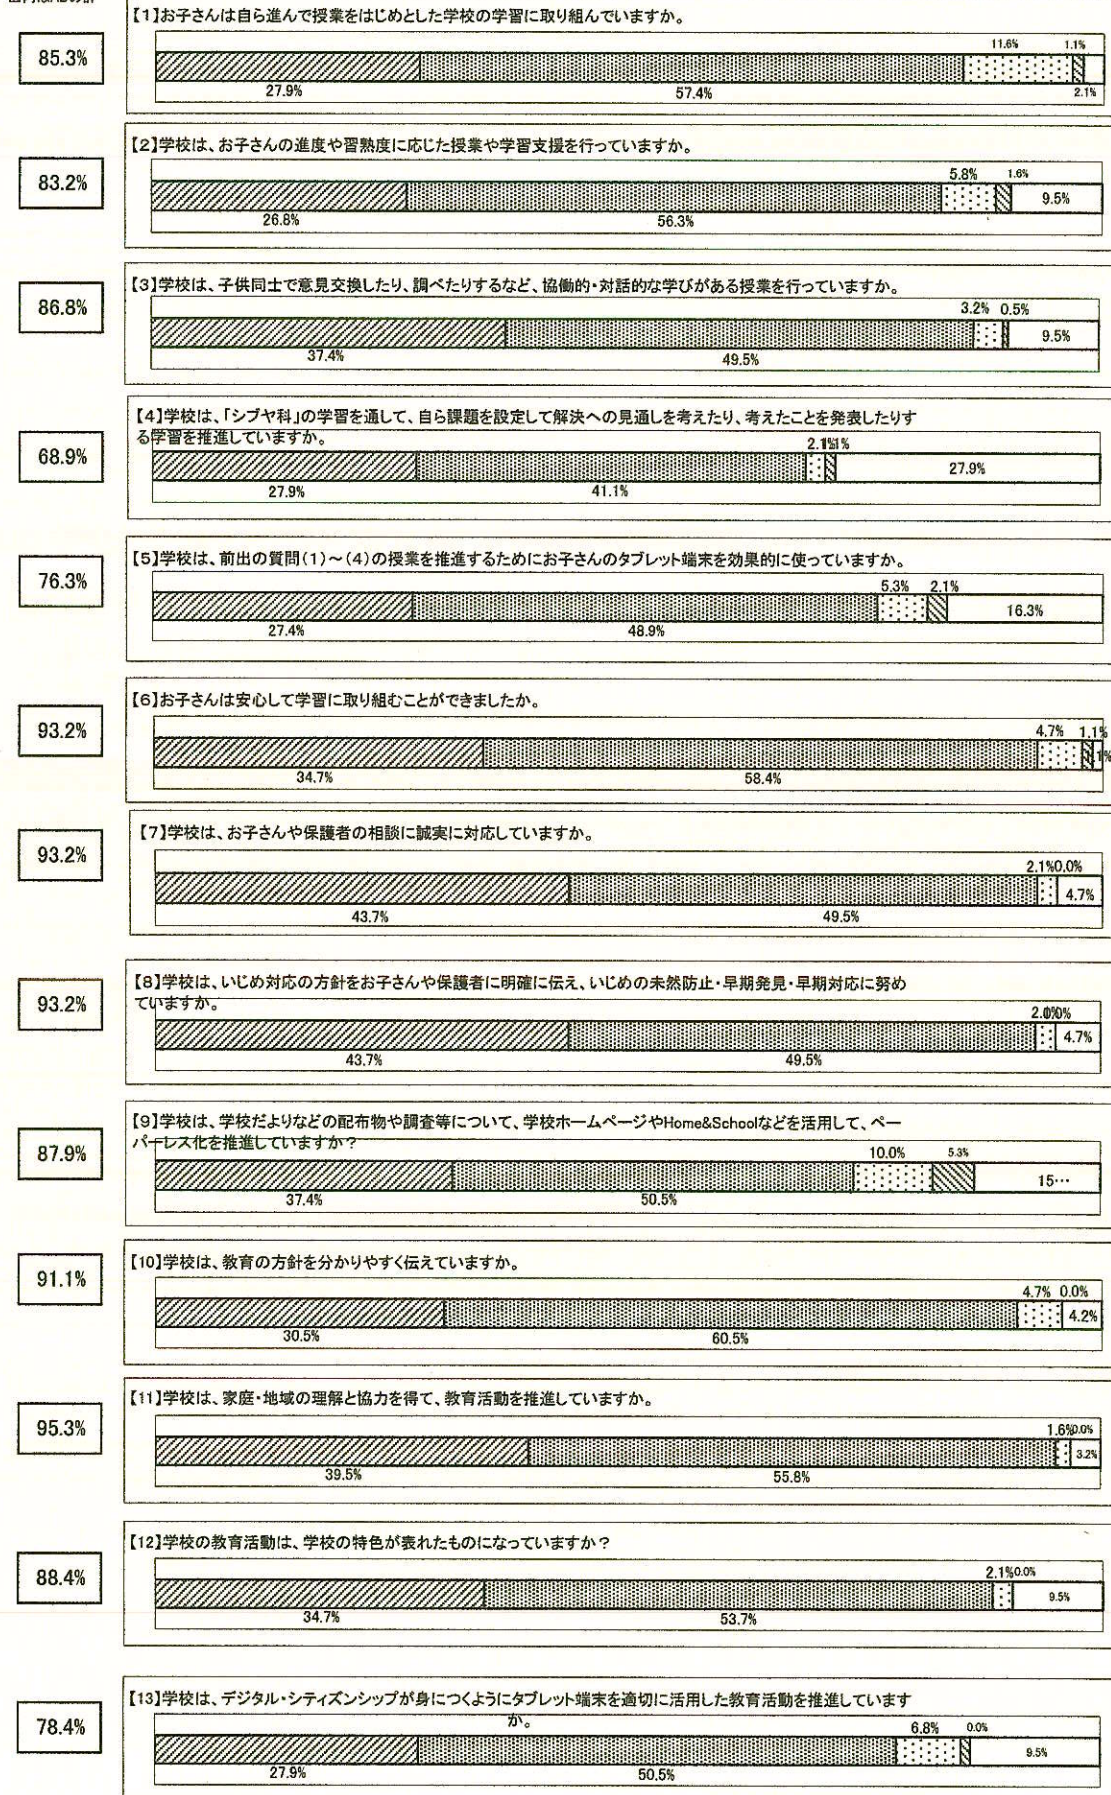 【1】お子さんは自ら進んで授業をはじめとした学校の学習に取り組んでいますか。
85.3%
11.6% 1.1%
27.9% 57.4% 2.1%
【2】学校は、お子さんの進度や習熟度に応じた授業や学習支援を行っていますか。
83.2%
5.8% 1.6%
9.5%
26.8% 56.3%
【3】学校は、子供同士で意見交換したり、調べたりするなど、協働的・対話的な学びがある授業を行っていますか。
86.8%
3.2% 0.5%
9.5%
37.4% 49.5%
【4】学校は、「シブヤ科」の学習を通して、自ら課題を設定して解決への見通しを考えたり、考えたことを発表したりす
る学習を推進していますか。
68.9%
27.9%
27.9% 41.1%
【5】学校は、前出の質問(1)～(4)の授業を推進するためにお子さんのタブレット端末を効果的に使っていますか。
76.3%
5.3% 2.1%
16.3%
27.4% 48.9%
【6】お子さんは安心して学習に取り組むことができましたか。
93.2%
4.7% 1.1%
34.7% 58.4%
【7】学校は、お子さんや保護者の相談に誠実に対応していますか。
93.2%
2.1%0.0%
4.7%
43.7% 49.5%
【8】学校は、いじめ対応の方針をお子さんや保護者に明確に伝え、いじめの未然防止・早期発見・早期対応に努め
ていますか。
93.2%
4.7%
43.7% 49.5%
【9】学校は、学校だよりなどの配布物や調査等について、学校ホームページやHome&Schoolなどを活用して、ペー
パーレス化を推進していますか？
87.9%
10.0% 5.3%
15…
37.4% 50.5%
【10】学校は、教育の方針を分かりやすく伝えていますか。
91.1%
4.7% 0.0%
4.2%
30.5% 60.5%
【11】学校は、家庭・地域の理解と協力を得て、教育活動を推進していますか。
95.3%
1.6%0.0%
3.2%
39.5% 55.8%
【12】学校の教育活動は、学校の特色が表れたものになっていますか？
88.4%
2.1%0.0%
9.5%
34.7% 53.7%
【13】学校は、デジタル・シティズンシップが身につくようにタブレット端末を適切に活用した教育活動を推進しています
か。
78.4%
6.8% 0.0%
9.5%
27.9% 50.5%